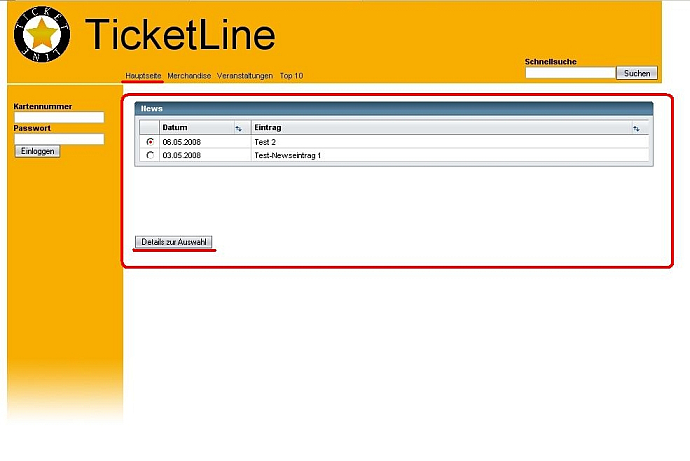 TICKET
LINE
TicketLine
Schnellsuche
Suchen
Hauptseite Merchandise Veranstaltungen Top 10
Kartennummer
Passwort
Einloggen
News
Datum Eintrag
06.05.2008 Test 2
03.05.2008 Test-Newseintrag 1
Details zur Auswahl